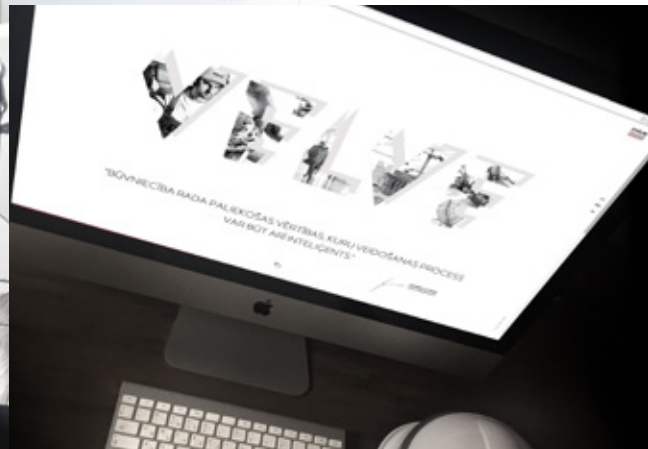 VELVE
"BŪVNIECĪBA RADA PALIEKOŠAS VĒRTĪBAS, KURU VEIDOŠANAS PROCESS
VAR BŪT ARĪ INTELIĢENTS."